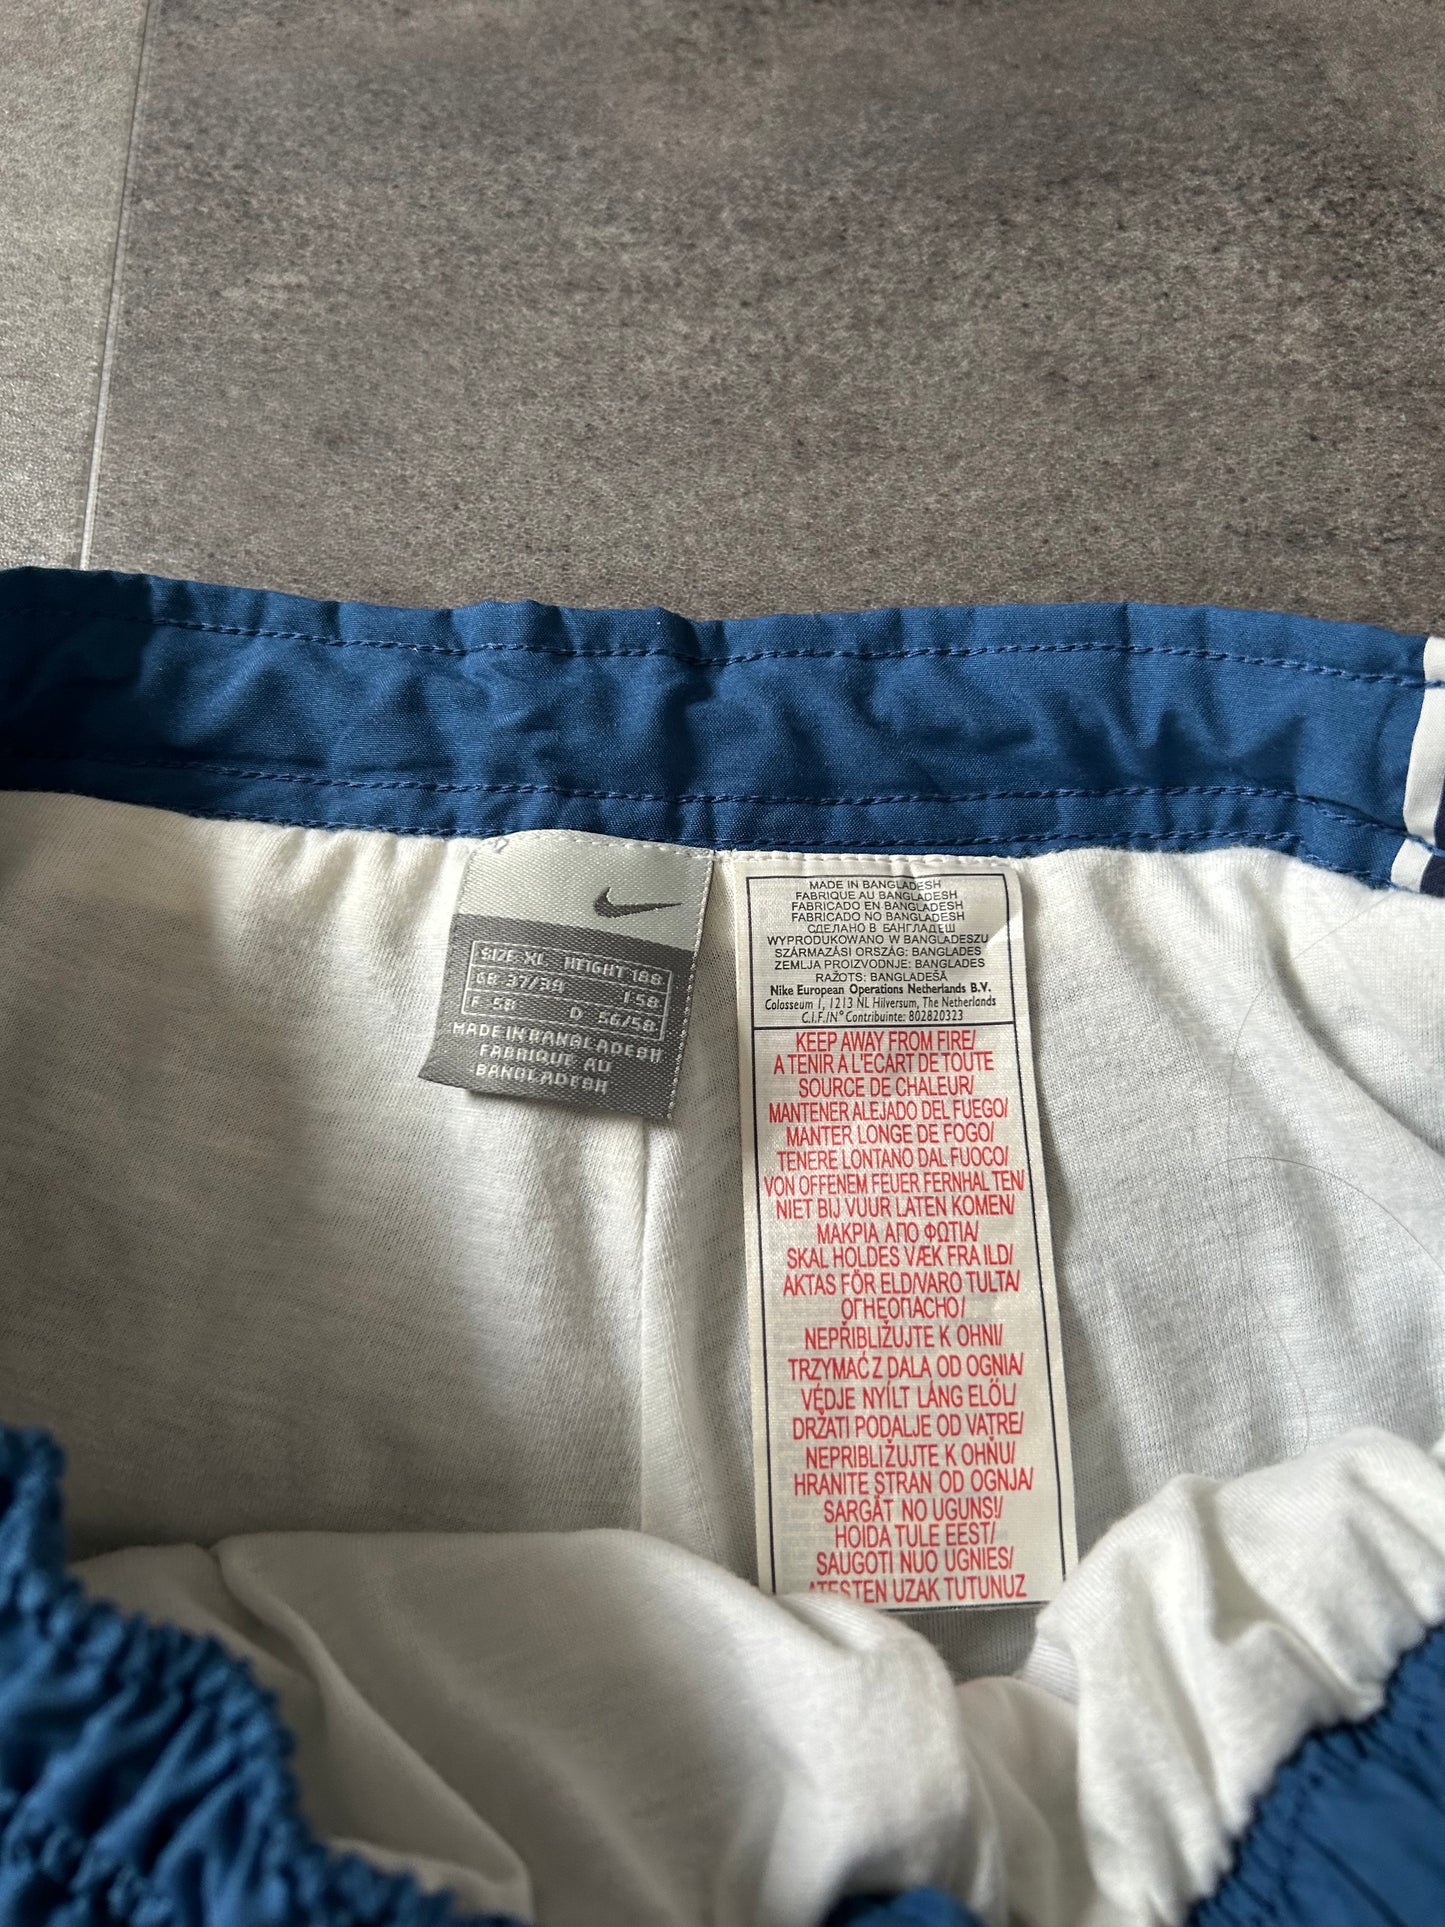 SIZE XL HEIGHT 188
GB 37/39 I 58
F 58 D 56/58
MADE IN BANGLADESH
FABRIQUE AU
BANGLADESH
MADE IN BANGLADESH
FABRIQUE AU BANGLADESH
FABRICADO EN BANGLADESH
FABRICADO NO BANGLADESH
СДЕЛАНО В БАНГЛАДЕШ
WYPRODUKOWANO W BANGLADESZU
SZÁRMAZÁSI ORSZÁG: BANGLADES
ZEMLJA PROIZVODNJE: BANGLADES
RAŽOTS: BANGLADEŠĀ
Nike European Operations Netherlands B.V.
Colosseum 1, 1213 NL Hilversum, The Netherlands
C.I.F./N° Contribuinte: 802820323
KEEP AWAY FROM FIRE/
A TENIR A L'ECART DE TOUTE
SOURCE DE CHALEUR/
MANTENER ALEJADO DEL FUEGO/
MANTER LONGE DE FOGO/
TENERE LONTANO DAL FUOCO/
VON OFFENEM FEUER FERNHAL TEN/
NIET BIJ VUUR LATEN KOMEN/
ΜΑΚΡΙΑ ΑΠΟ ΦΩΤΙΑ/
SKAL HOLDES VÆK FRA ILD/
AKTAS FÖR ELD/VARO TULTA/
ОГНЕОПАСНО/
NEPŘIBLIŽUJTE K OHNI/
TRZYMAĆ Z DALA OD OGNIA/
VÉDJE NYÍLT LÁNG ELŐL/
DRŽATI PODALJE OD VATRE/
NEPRIBLIŽUJTE K OHŇU/
HRANITE STRAN OD OGNJA/
SARGĀT NO UGUNS!/
HOIDA TULE EEST/
SAUGOTI NUO UGNIES/
ATESTEN UZAK TUTUNUZ